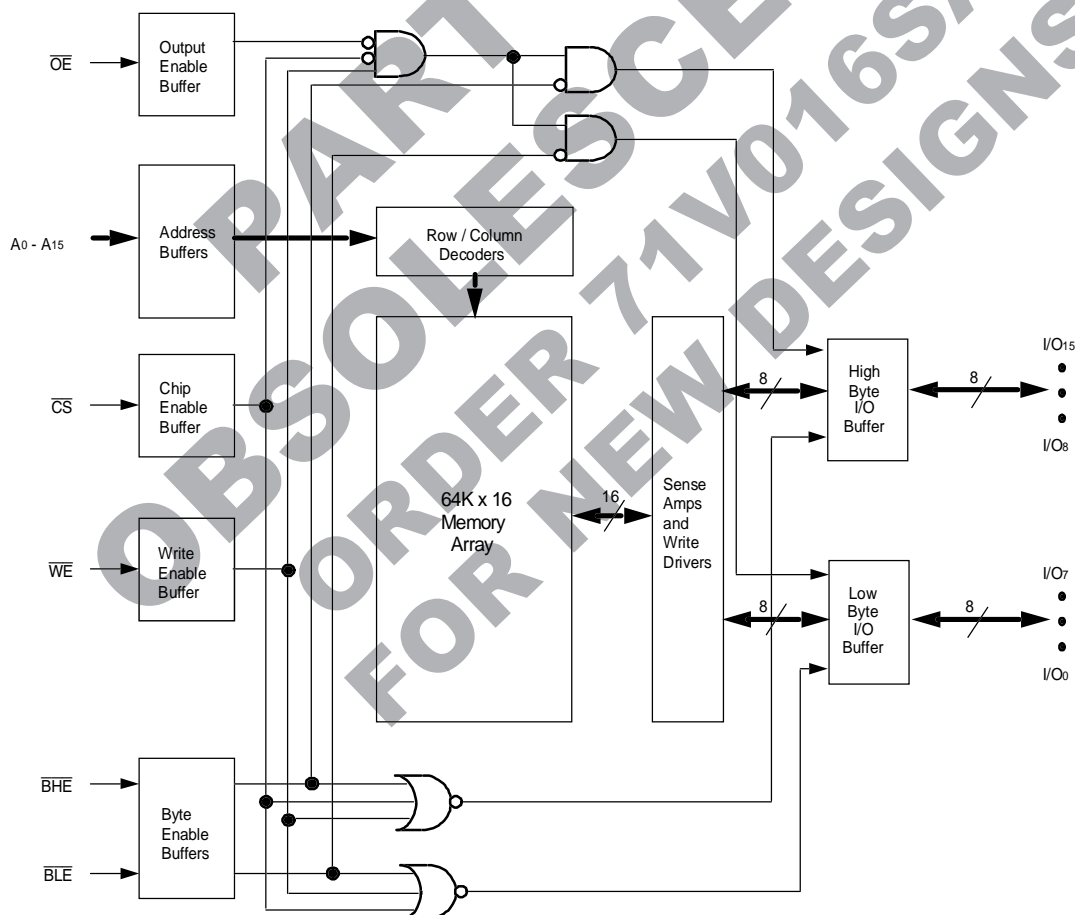 PART
OBSOLESCE
ORDER 71V016SA
FOR NEW DESIGNS
OE
Output
Enable
Buffer
A0 - A15
Address
Buffers
Row / Column
Decoders
CS
Chip
Enable
Buffer
WE
Write
Enable
Buffer
64K x 16
Memory
Array
16
Sense
Amps
and
Write
Drivers
8
High
Byte
I/O
Buffer
8
I/O15
I/O8
8
Low
Byte
I/O
Buffer
8
I/O7
I/O0
BHE
Byte
Enable
Buffers
BLE